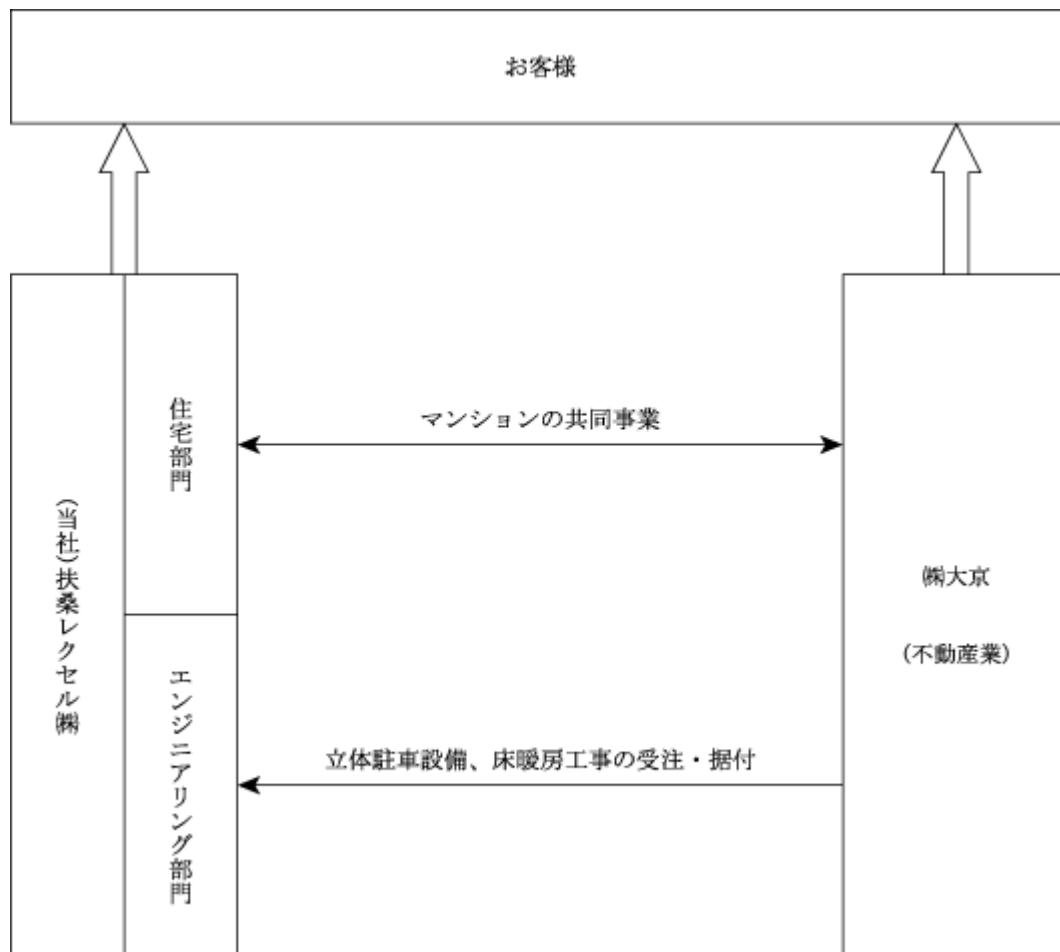 お客様
住宅部門
マンションの共同事業
(当社)扶桑レクセル㈱
㈱大京
(不動産業)
エンジニアリング部門
立体駐車設備、床暖房工事の受注・据付